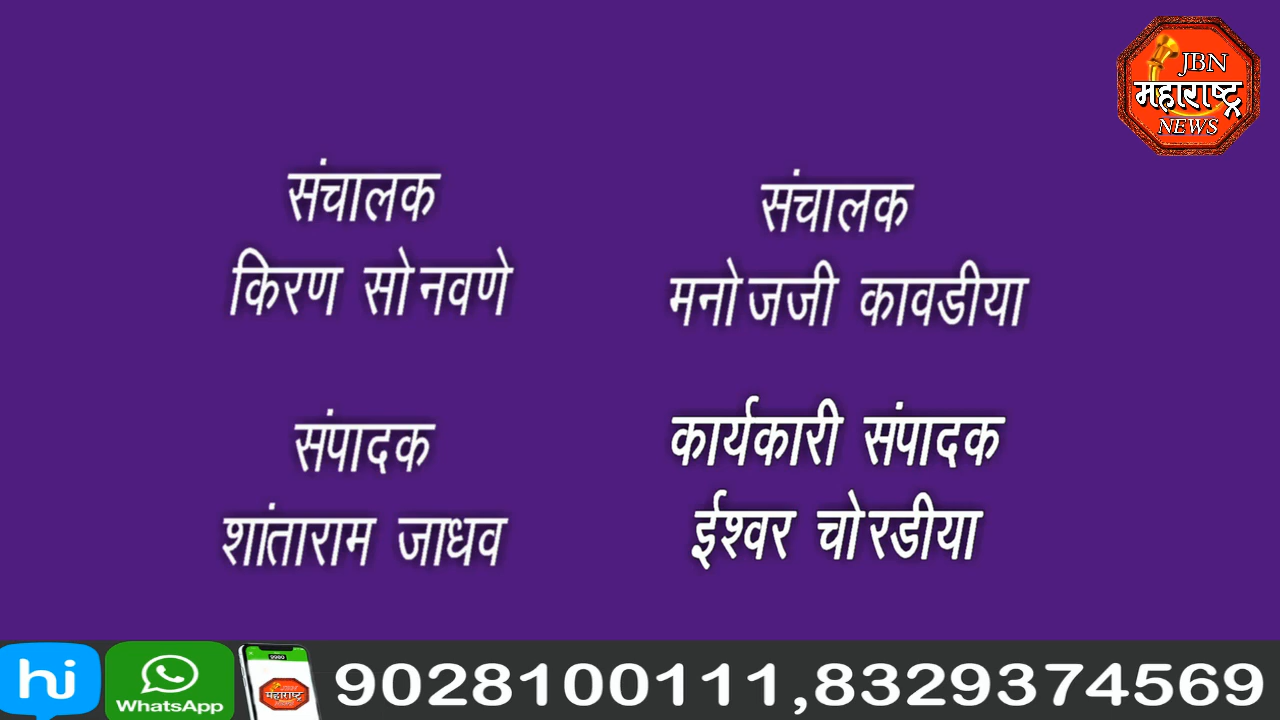 JBN
महाराष्ट्र
NEWS
संचालक
किरण सोनवणे
संचालक
मनोजजी कावडीया
संपादक
शांताराम जाधव
कार्यकारी संपादक
ईश्वर चोरडीया
hi
WhatsApp
महाराष्ट्र
9028100111,8329374569